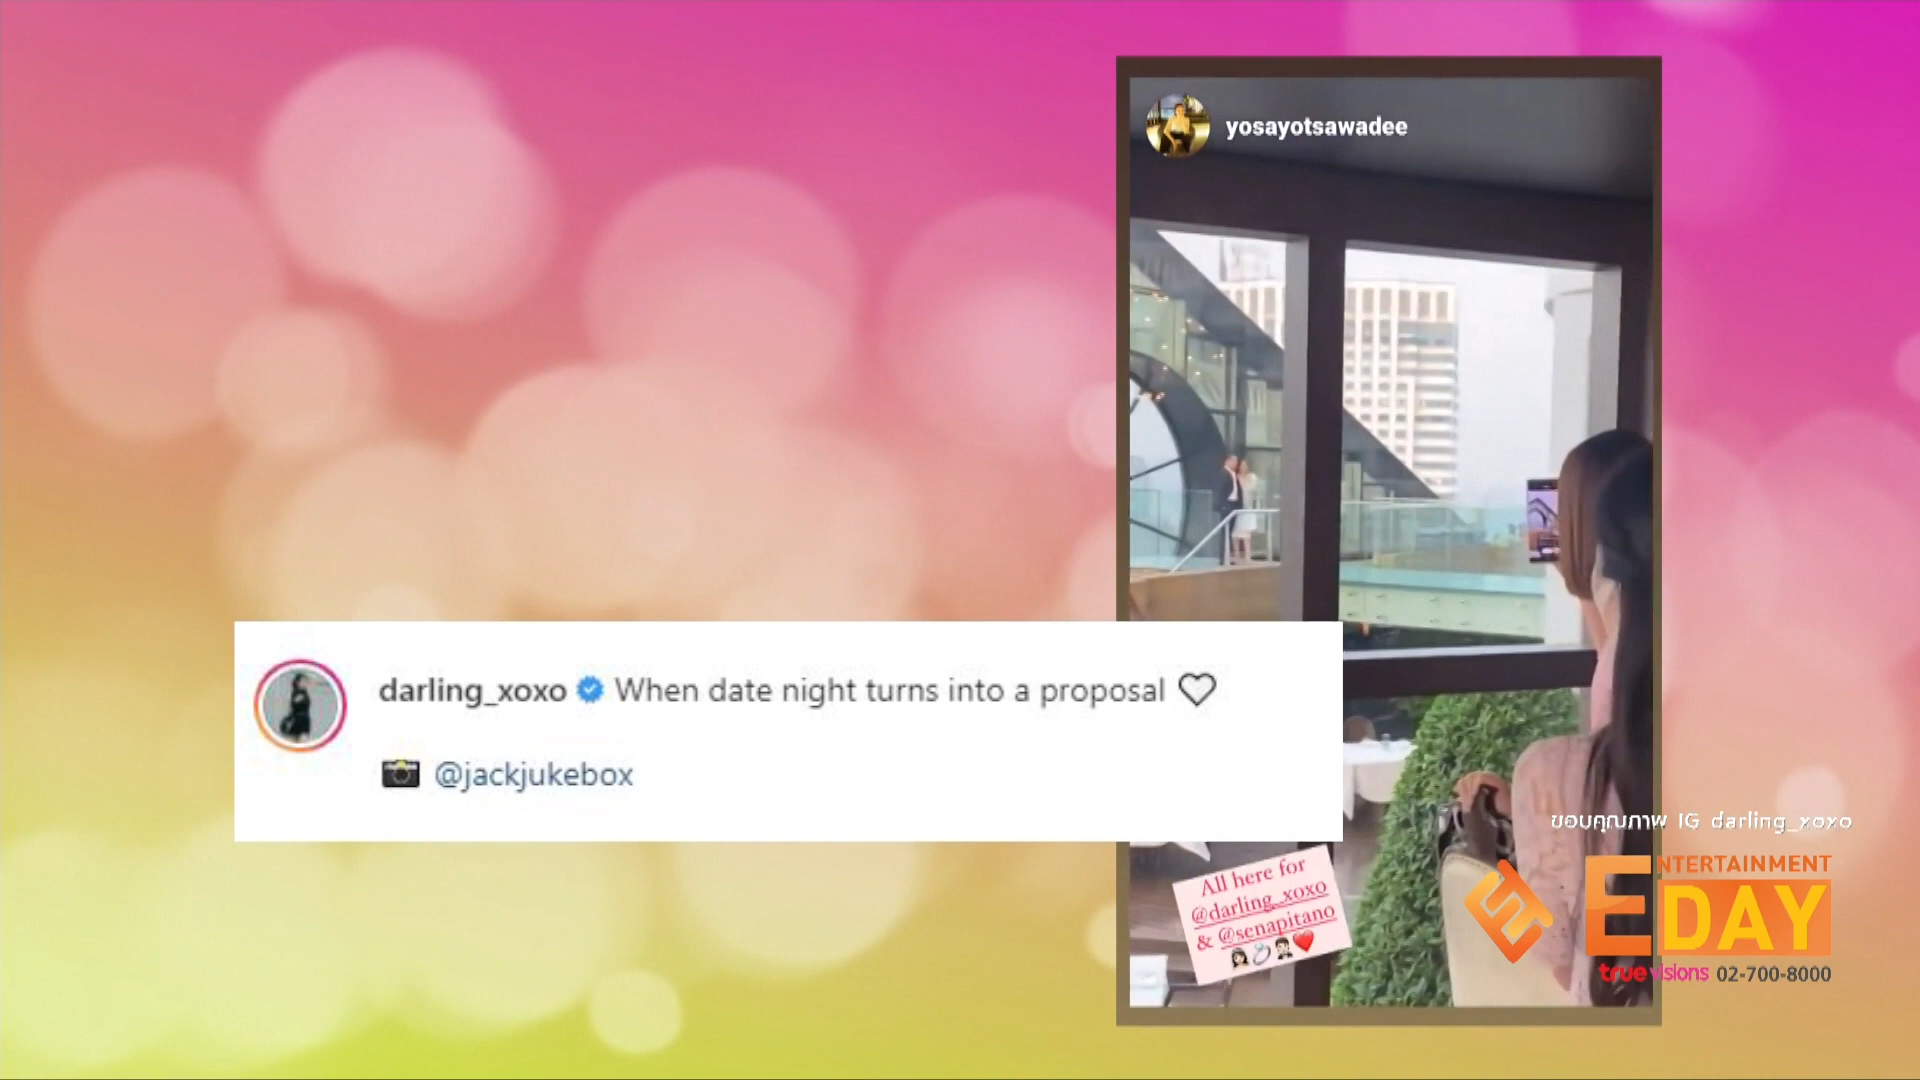 yosayotsawadee
darling_xoxo When date night turns into a proposal
@jackjukebox
All here for
@darling_xoxo
& @senapitano
ขอบคุณภาพ IG darling_xoxo
ENTERTAINMENT
DAY
truevisions 02-700-8000